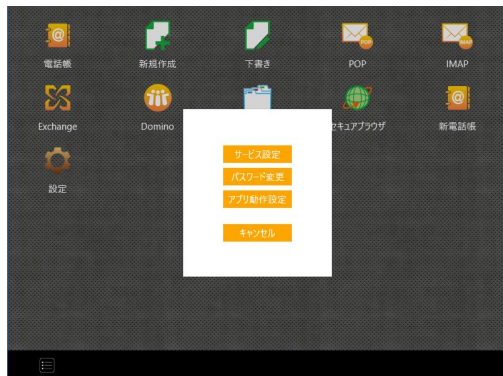 電話帳
新規作成
下書き
POP
IMAP
Exchange
Domino
セキュアブラウザ
新電話帳
設定
サービス設定
パスワード変更
アプリ動作設定
キャンセル